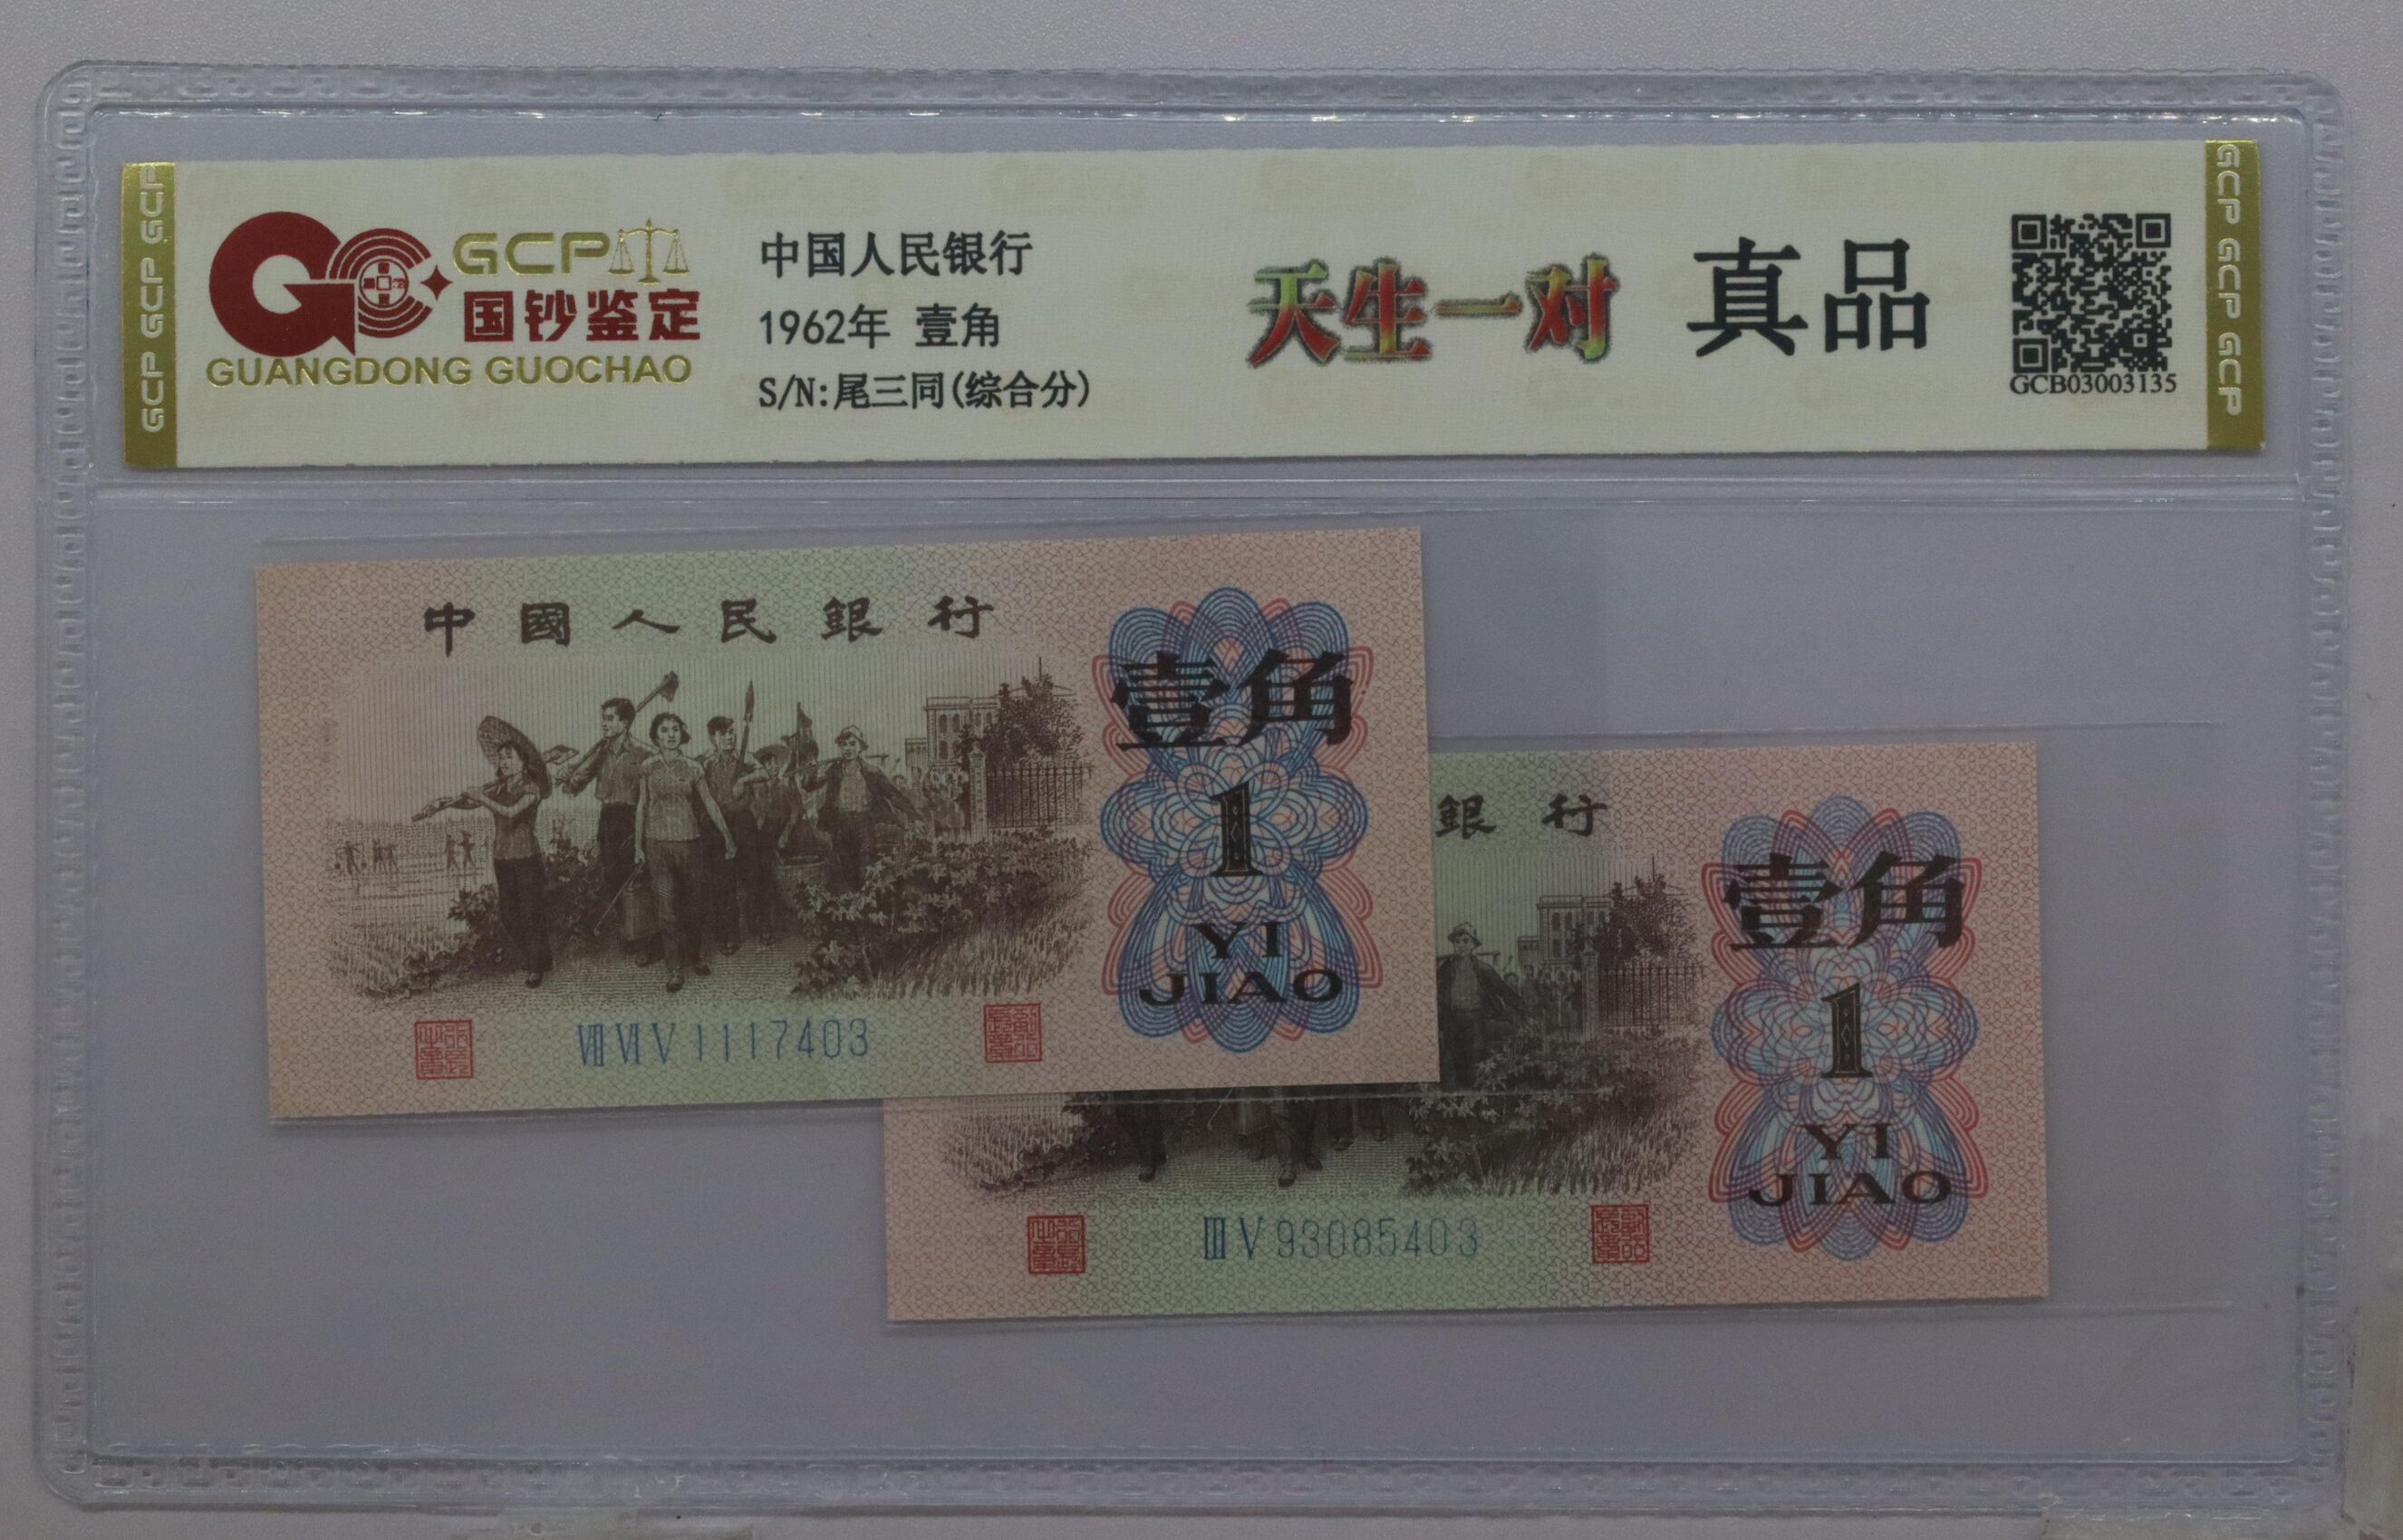 GCP GCP GCP
GCP
国钞鉴定
GUANGDONG GUOCHAO
中国人民银行
1962年 壹角
S/N:尾三同(综合分)
天生一对
真品
GCB03003135
GCP GCP GCP
中國人民銀行
壹角
1
YI
JIAO
Ⅷ Ⅵ Ⅴ 1117403
銀行
壹角
1
YI
JIAO
Ⅲ Ⅴ 93085403